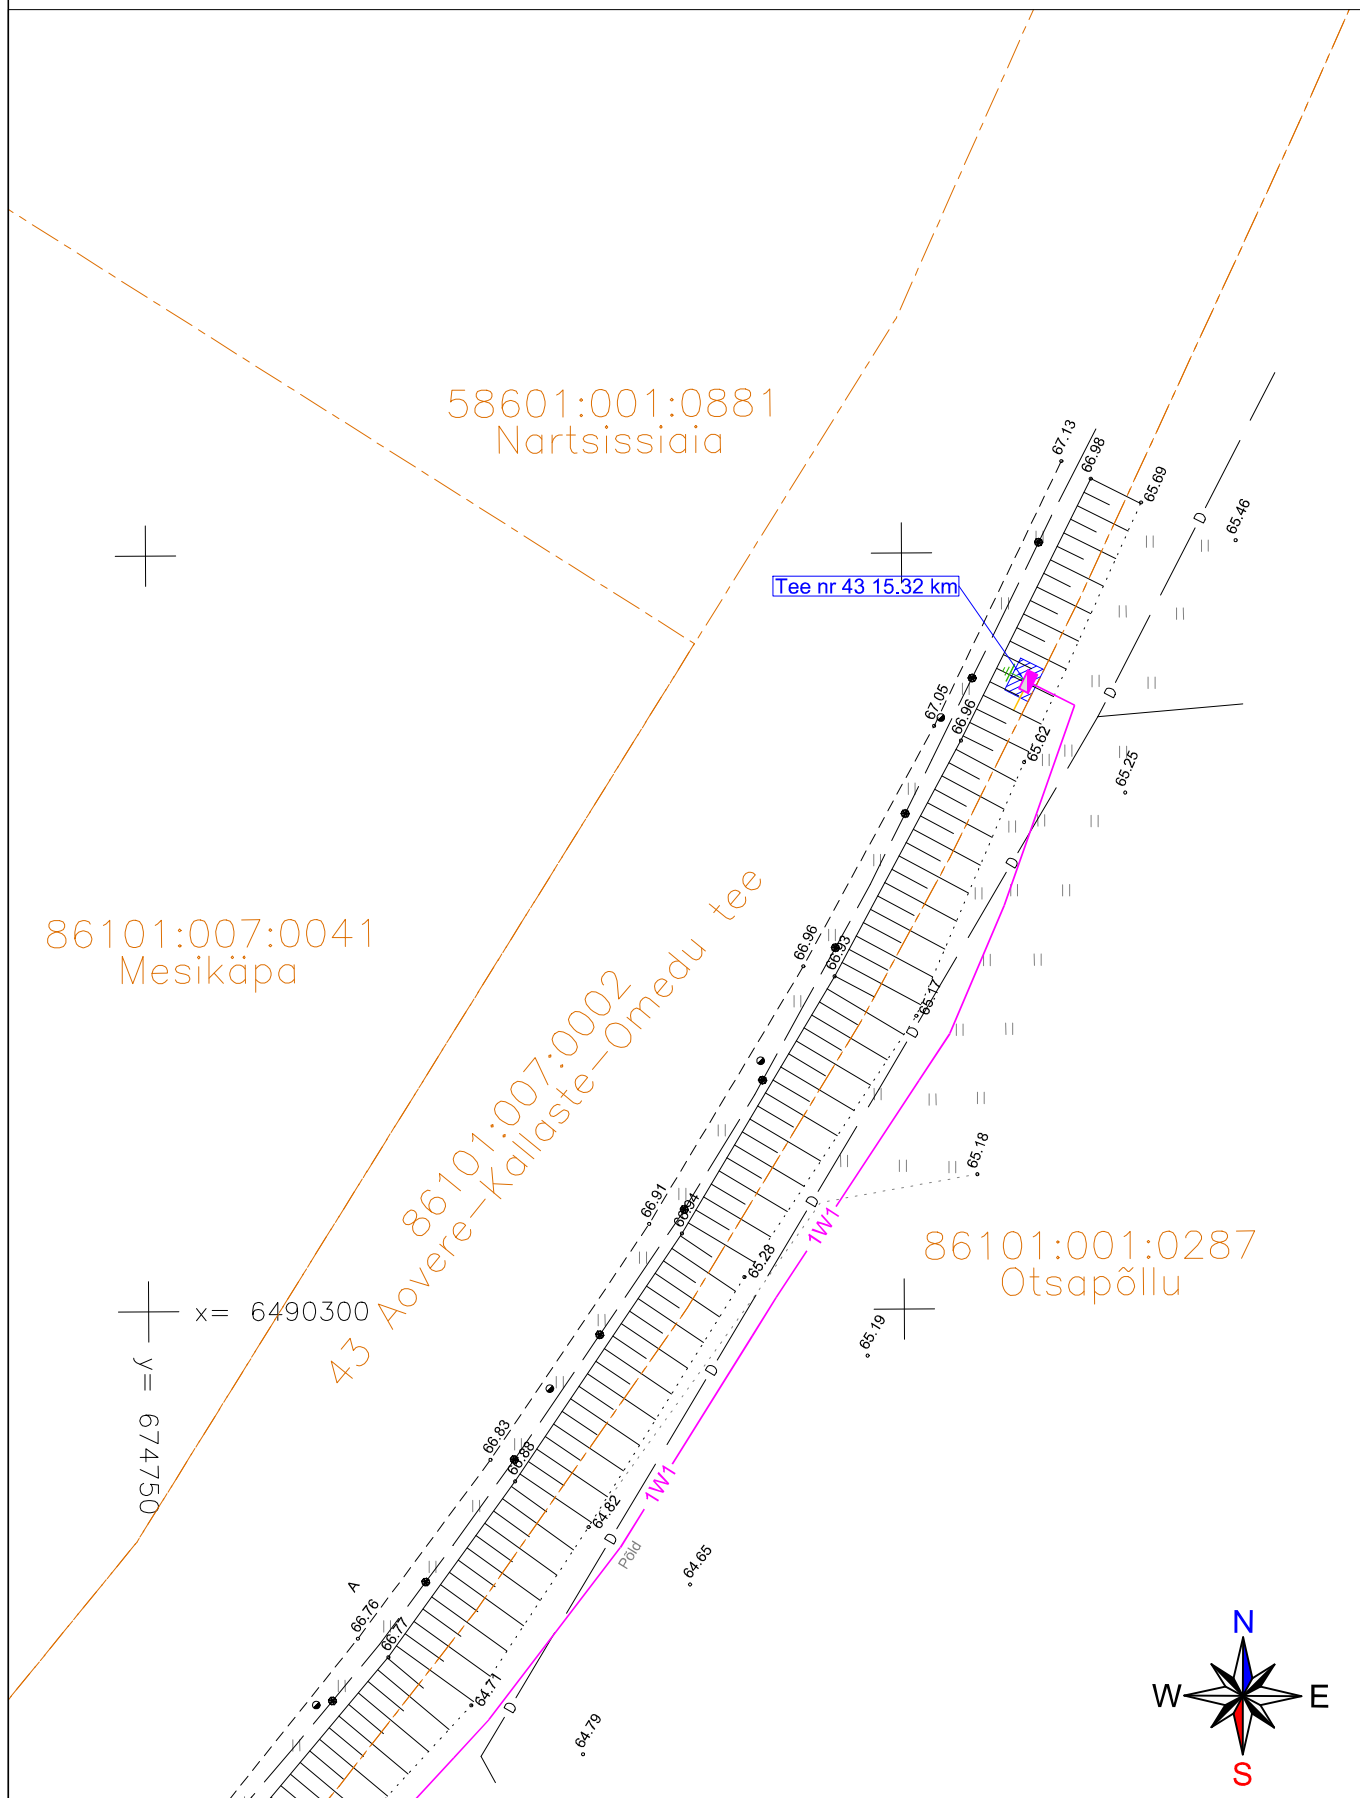 58601:001:0881
Nartsissiaia
67.13
66.98
65.69
65.46
D
Tee nr 43 15.32 km
D
67.05
66.96
65.62
65.25
D
86101:007:0041
Mesikäpa
86101:007:0002
43 Aovere-Kallaste-Omedu tee
66.96
66.93
65.17
D
65.18
66.91
66.94
D
1W1
65.28
86101:001:0287
Otsapõllu
x= 6490300
y= 674750
65.19
D
66.83
66.88
1W1
64.82
D
Põld
64.65
A
66.76
66.77
64.71
D
64.79
N
W
E
S